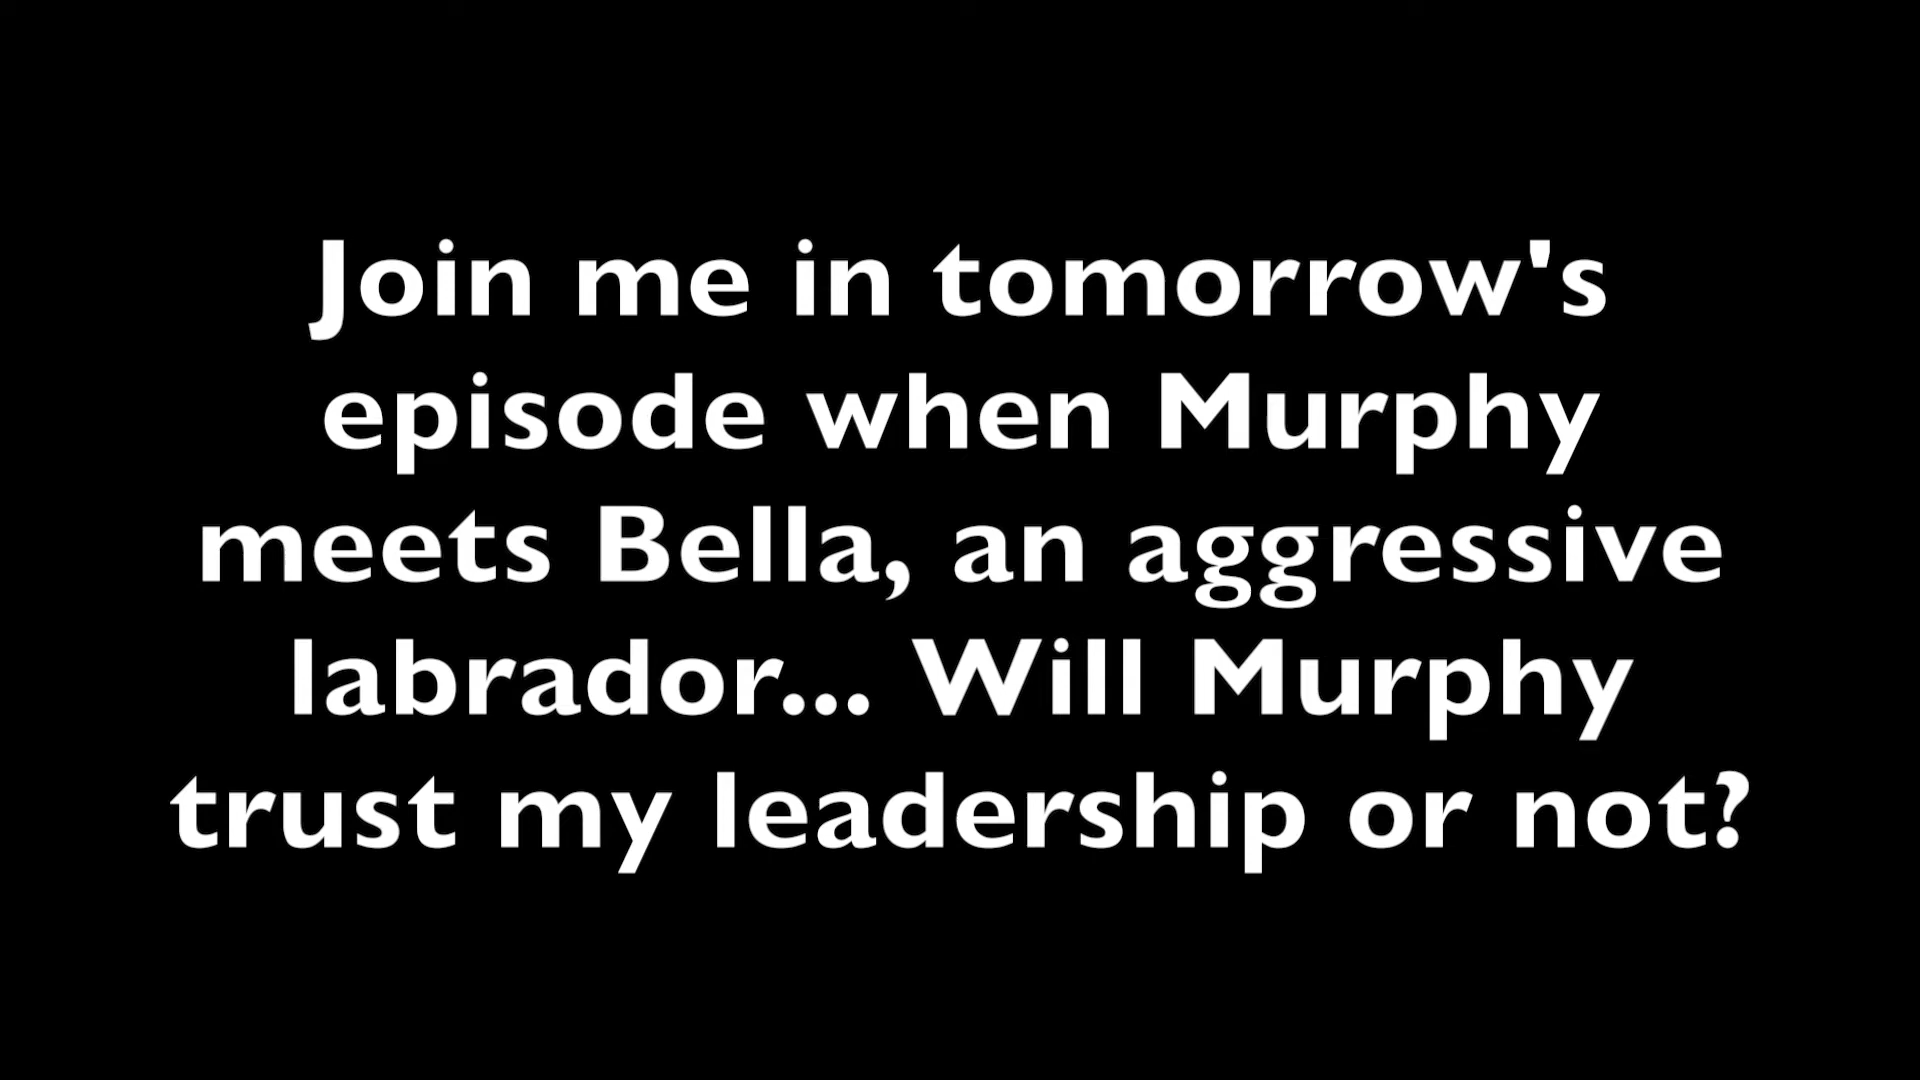 Join me in tomorrow's
episode when Murphy
meets Bella, an aggressive
labrador... Will Murphy
trust my leadership or not?